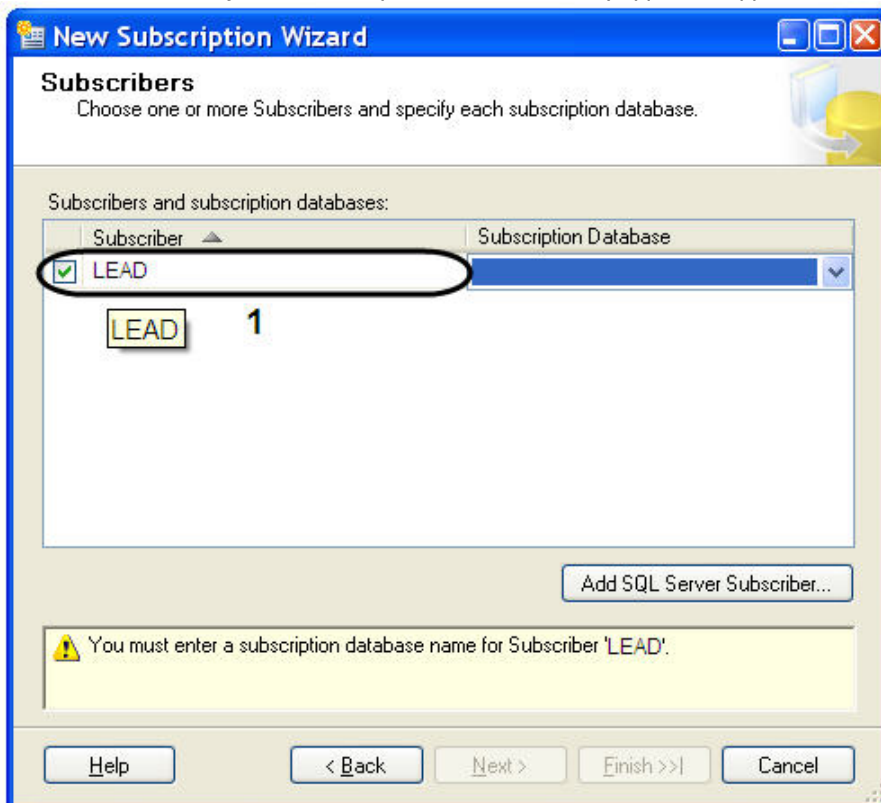 New Subscription Wizard
Subscribers
Choose one or more Subscribers and specify each subscription database.
Subscribers and subscription databases:
Subscriber Subscription Database
LEAD
LEAD 1
Add SQL Server Subscriber...
You must enter a subscription database name for Subscriber 'LEAD'.
Help < Back Next > Finish >>| Cancel